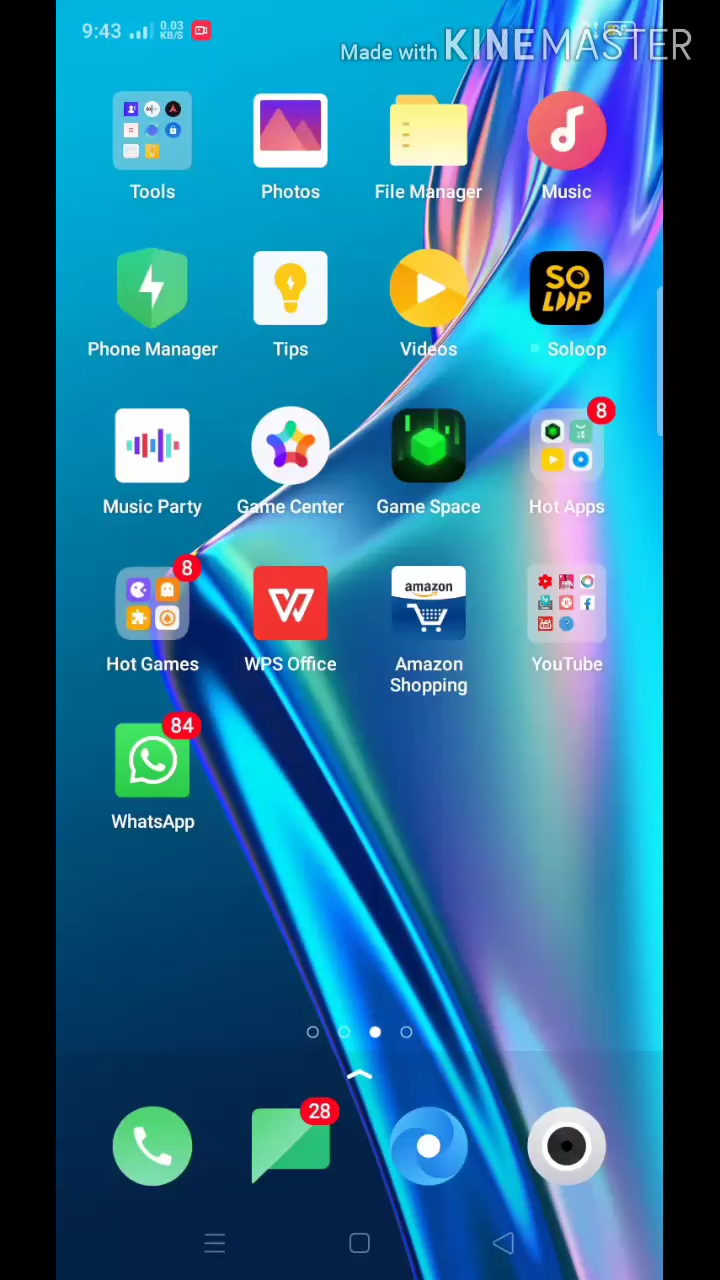 9:43 0.03 KB/S
Made with KINEMASTER
Tools Photos File Manager Music
SO
LOOP
Phone Manager Tips Videos Soloop
8
Music Party Game Center Game Space Hot Apps
8
amazon
Hot Games WPS Office Amazon Shopping YouTube
84
WhatsApp
28